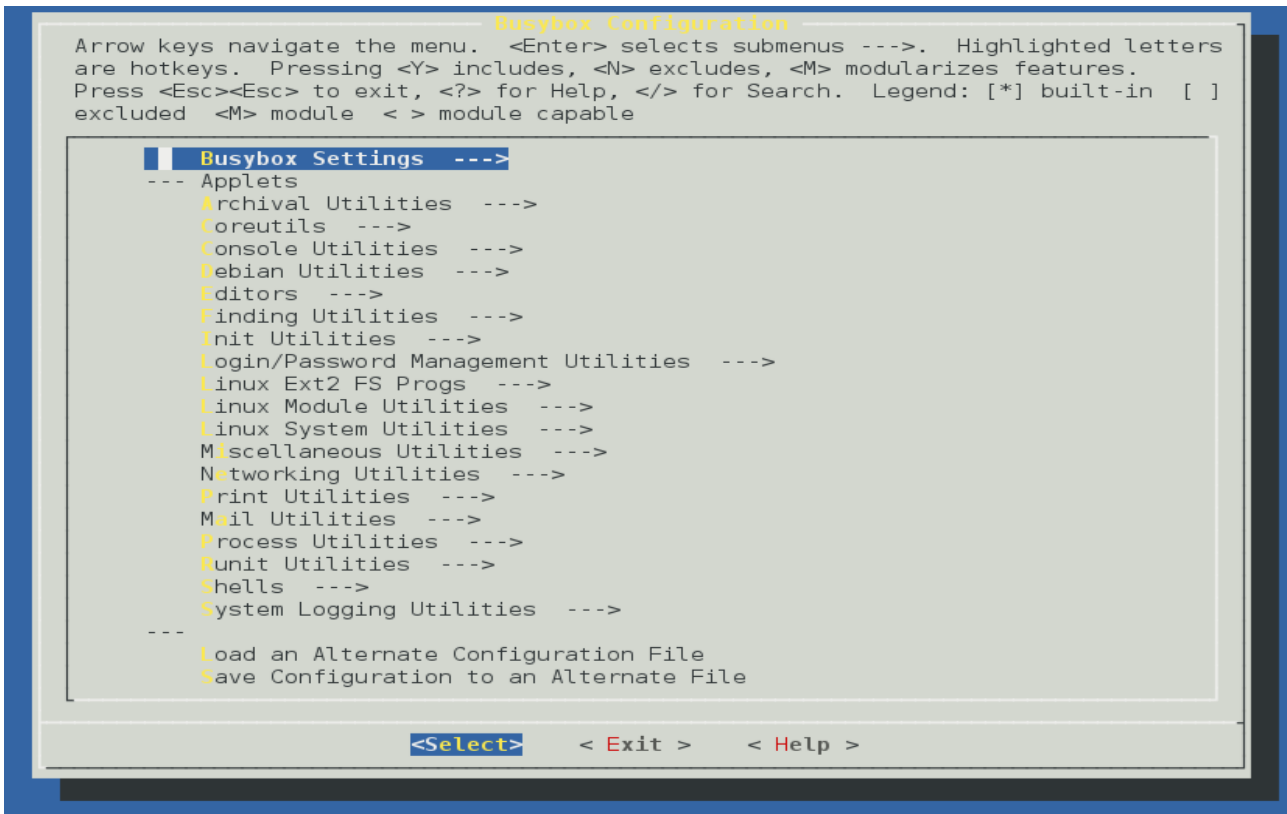 Busybox Configuration
Arrow keys navigate the menu.  <Enter> selects submenus --->.  Highlighted letters
are hotkeys.  Pressing <Y> includes, <N> excludes, <M> modularizes features.
Press <Esc><Esc> to exit, <?> for Help, </> for Search.  Legend: [*] built-in  [ ]
excluded  <M> module  < > module capable
Busybox Settings  --->
--- Applets
Archival Utilities  --->
Coreutils  --->
Console Utilities  --->
Debian Utilities  --->
Editors  --->
Finding Utilities  --->
Init Utilities  --->
Login/Password Management Utilities  --->
Linux Ext2 FS Progs  --->
Linux Module Utilities  --->
Linux System Utilities  --->
Miscellaneous Utilities  --->
Networking Utilities  --->
Print Utilities  --->
Mail Utilities  --->
Process Utilities  --->
Runit Utilities  --->
Shells  --->
System Logging Utilities  --->
---
Load an Alternate Configuration File
Save Configuration to an Alternate File
<Select>    < Exit >    < Help >